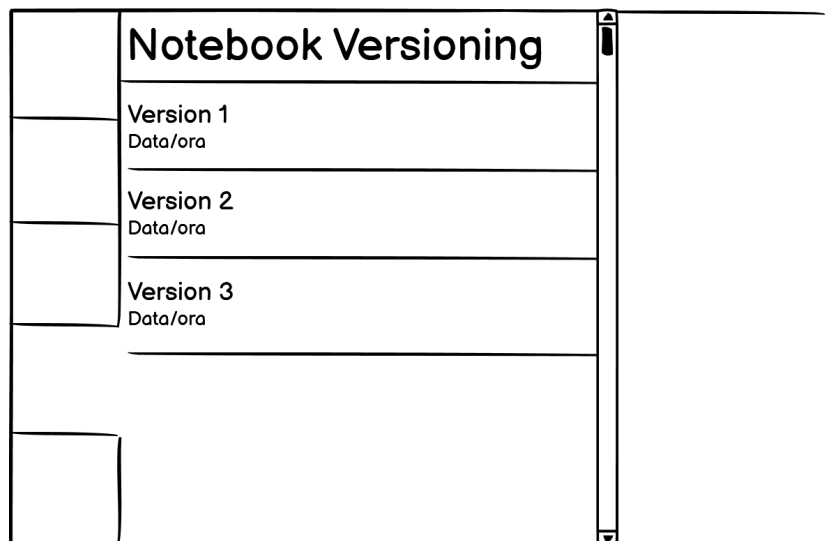 Notebook Versioning
Version 1
Data/ora
Version 2
Data/ora
Version 3
Data/ora